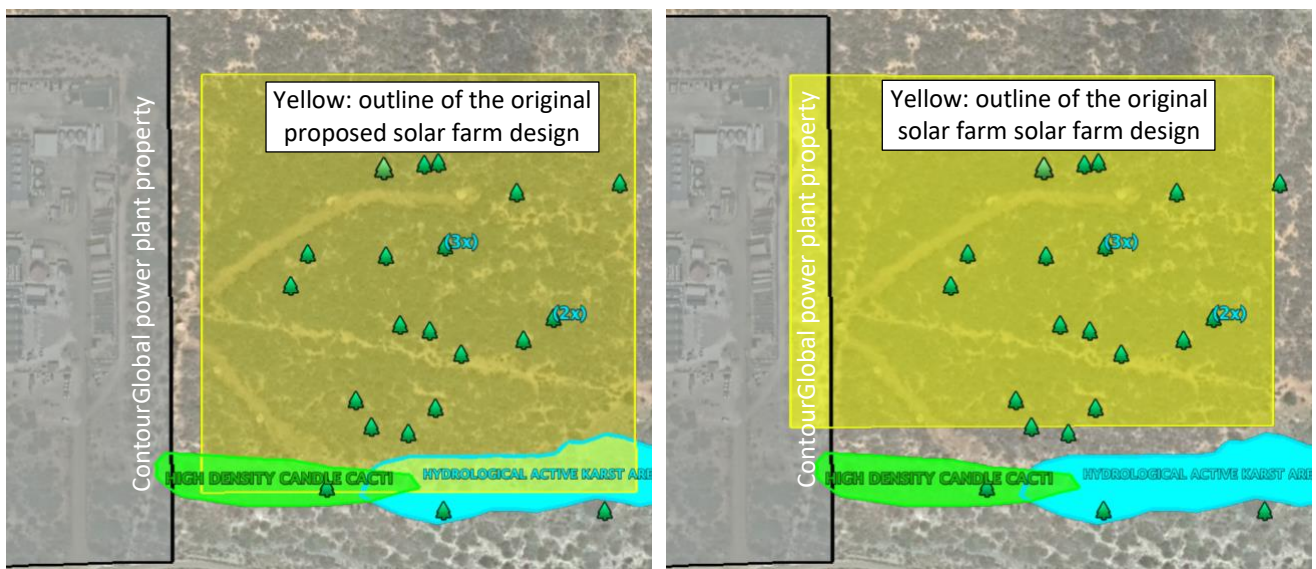 Yellow: outline of the original
proposed solar farm design
ContourGlobal power plant property
(3x)
(2x)
HIGH DENSITY CANDLE CACTI
HYDROLOGICAL ACTIVE KARST ARE
Yellow: outline of the original
solar farm solar farm design
ContourGlobal power plant property
(3x)
(2x)
HIGH DENSITY CANDLE CACTI
HYDROLOGICAL ACTIVE KARST ARE